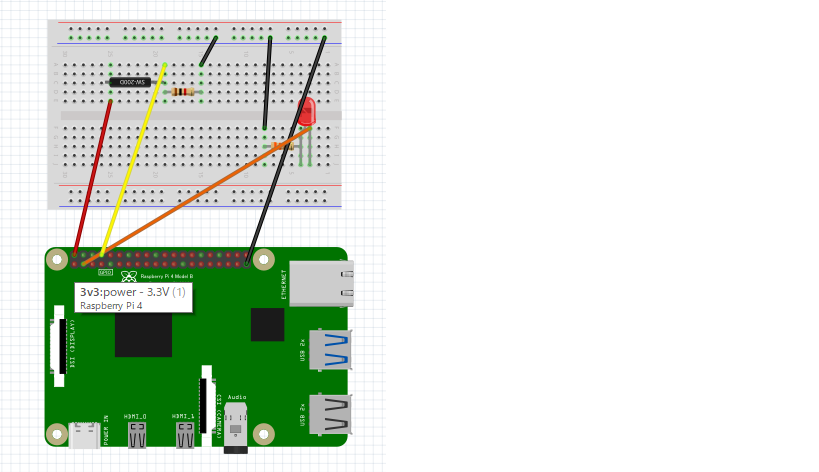 SW-200D
GPIO
Raspberry Pi 4 Model B
3v3:power - 3.3V (1)
Raspberry Pi 4
ETHERNET
DSI (DISPLAY)
USB 2x
USB 2x
HDMI_0
HDMI_1
CSI (CAMERA)
Audio
POWER IN